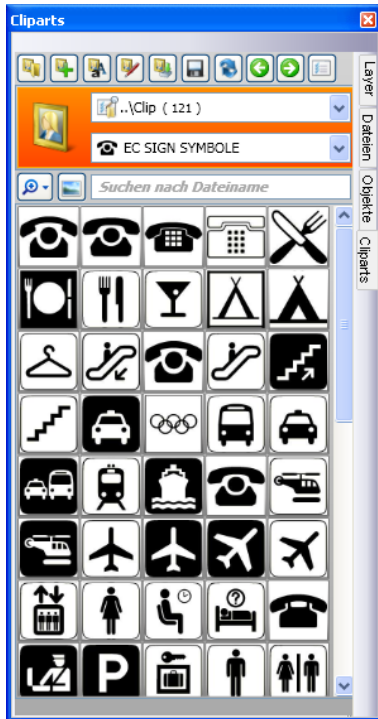 Cliparts
..\Clip ( 121 )
EC SIGN SYMBOLE
Suchen nach Dateiname
Layer
Dateien
Objekte
Cliparts
P